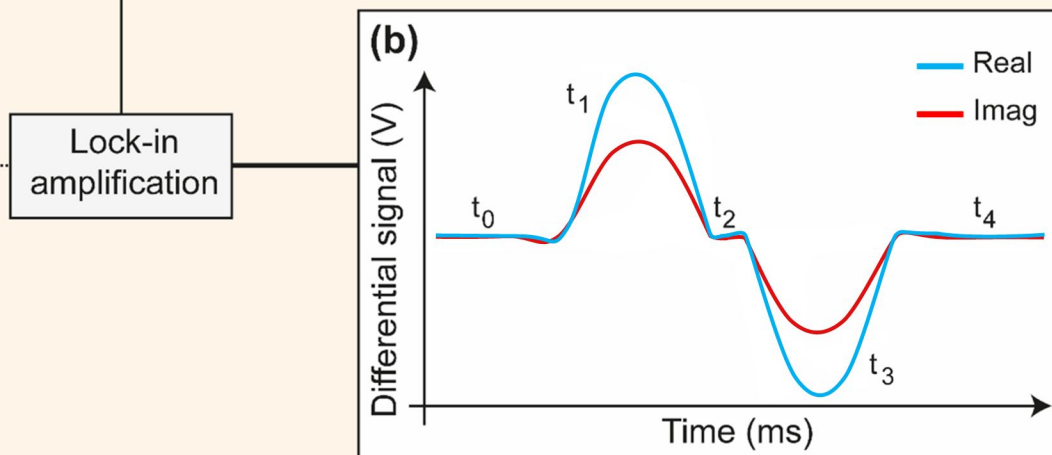 Lock-in
amplification
(b)
Differential signal (V)
Real
Imag
t0
t1
t2
t3
t4
Time (ms)